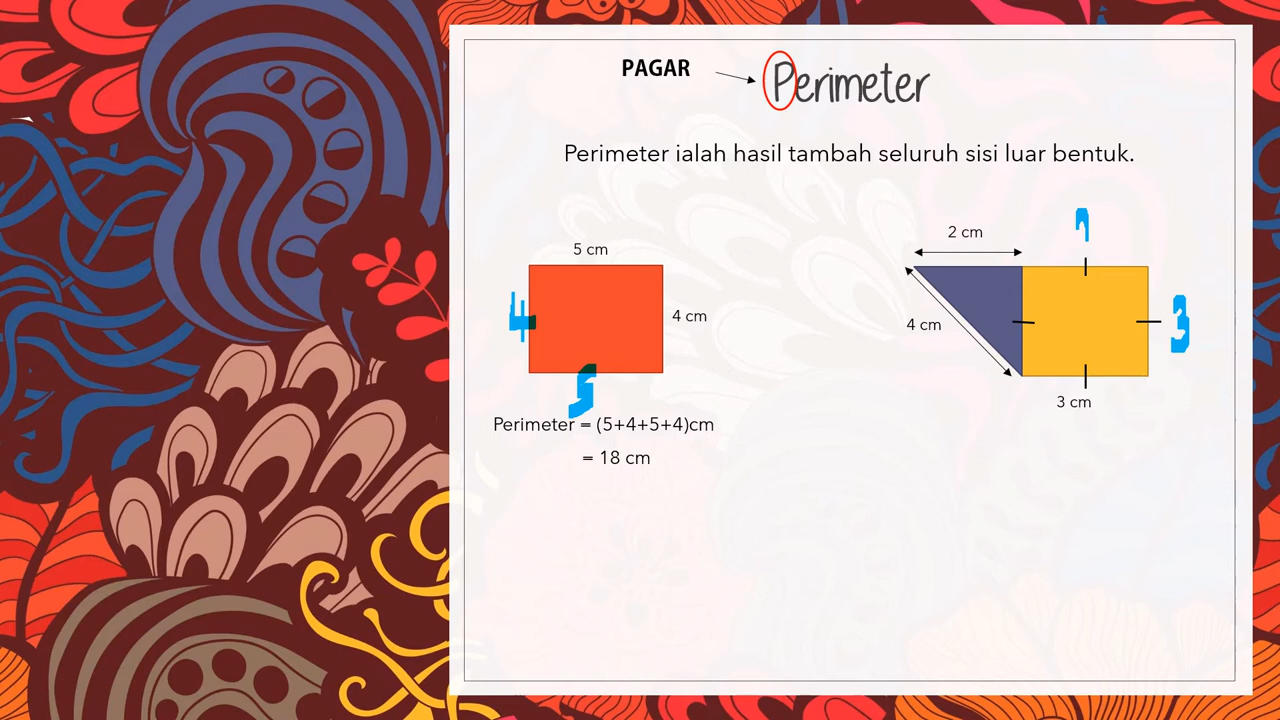 PAGAR
Perimeter
Perimeter ialah hasil tambah seluruh sisi luar bentuk.
5 cm
4
4 cm
5
Perimeter = (5+4+5+4)cm
= 18 cm
2 cm
4 cm
3
3 cm